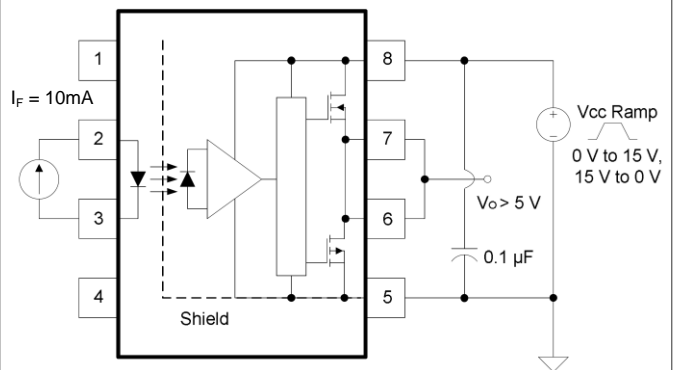 1
8
I_F = 10mA
Vcc Ramp
2
7
+
−
0 V to 15 V,
15 V to 0 V
V_O > 5 V
3
6
0.1 µF
4
5
Shield